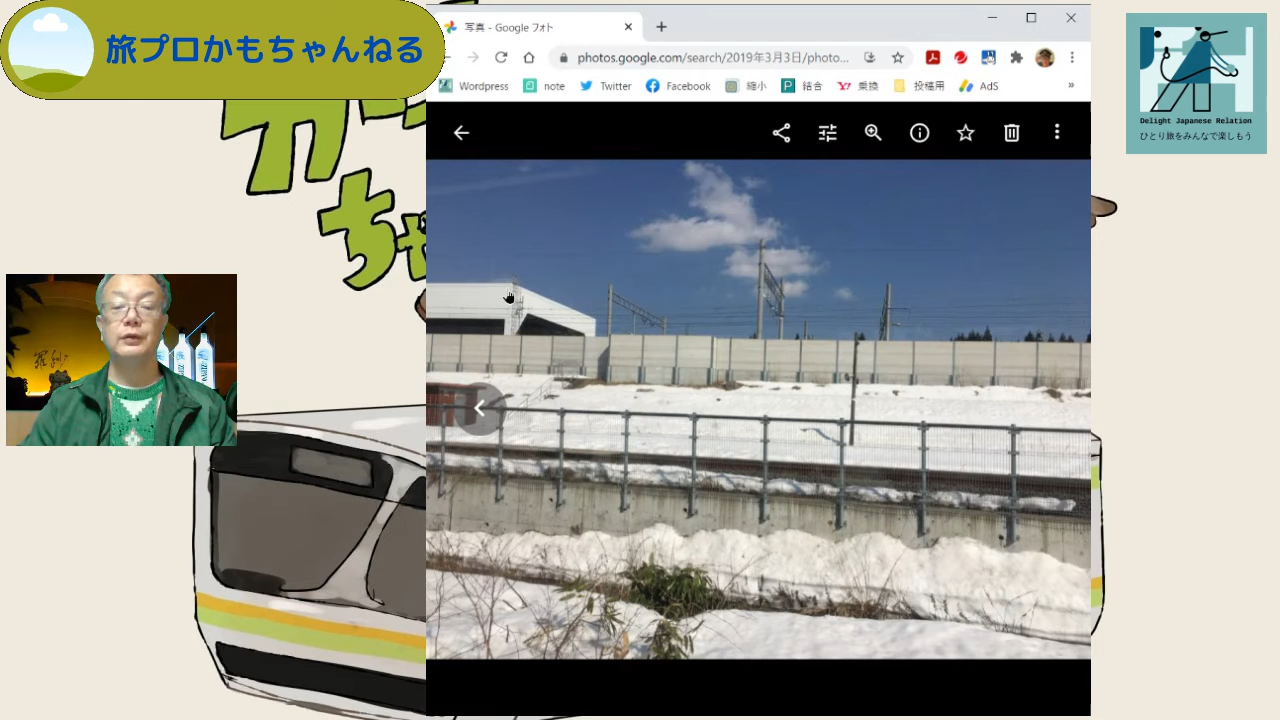 旅プロかもちゃんねる
写真 - Google フォト
photos.google.com/search/2019年3月3日/photo...
Wordpress
note
Twitter
Facebook
縮小
結合
乗換
投稿用
AdS
»
Delight Japanese Relation
ひとり旅をみんなで楽しもう
ちゃ